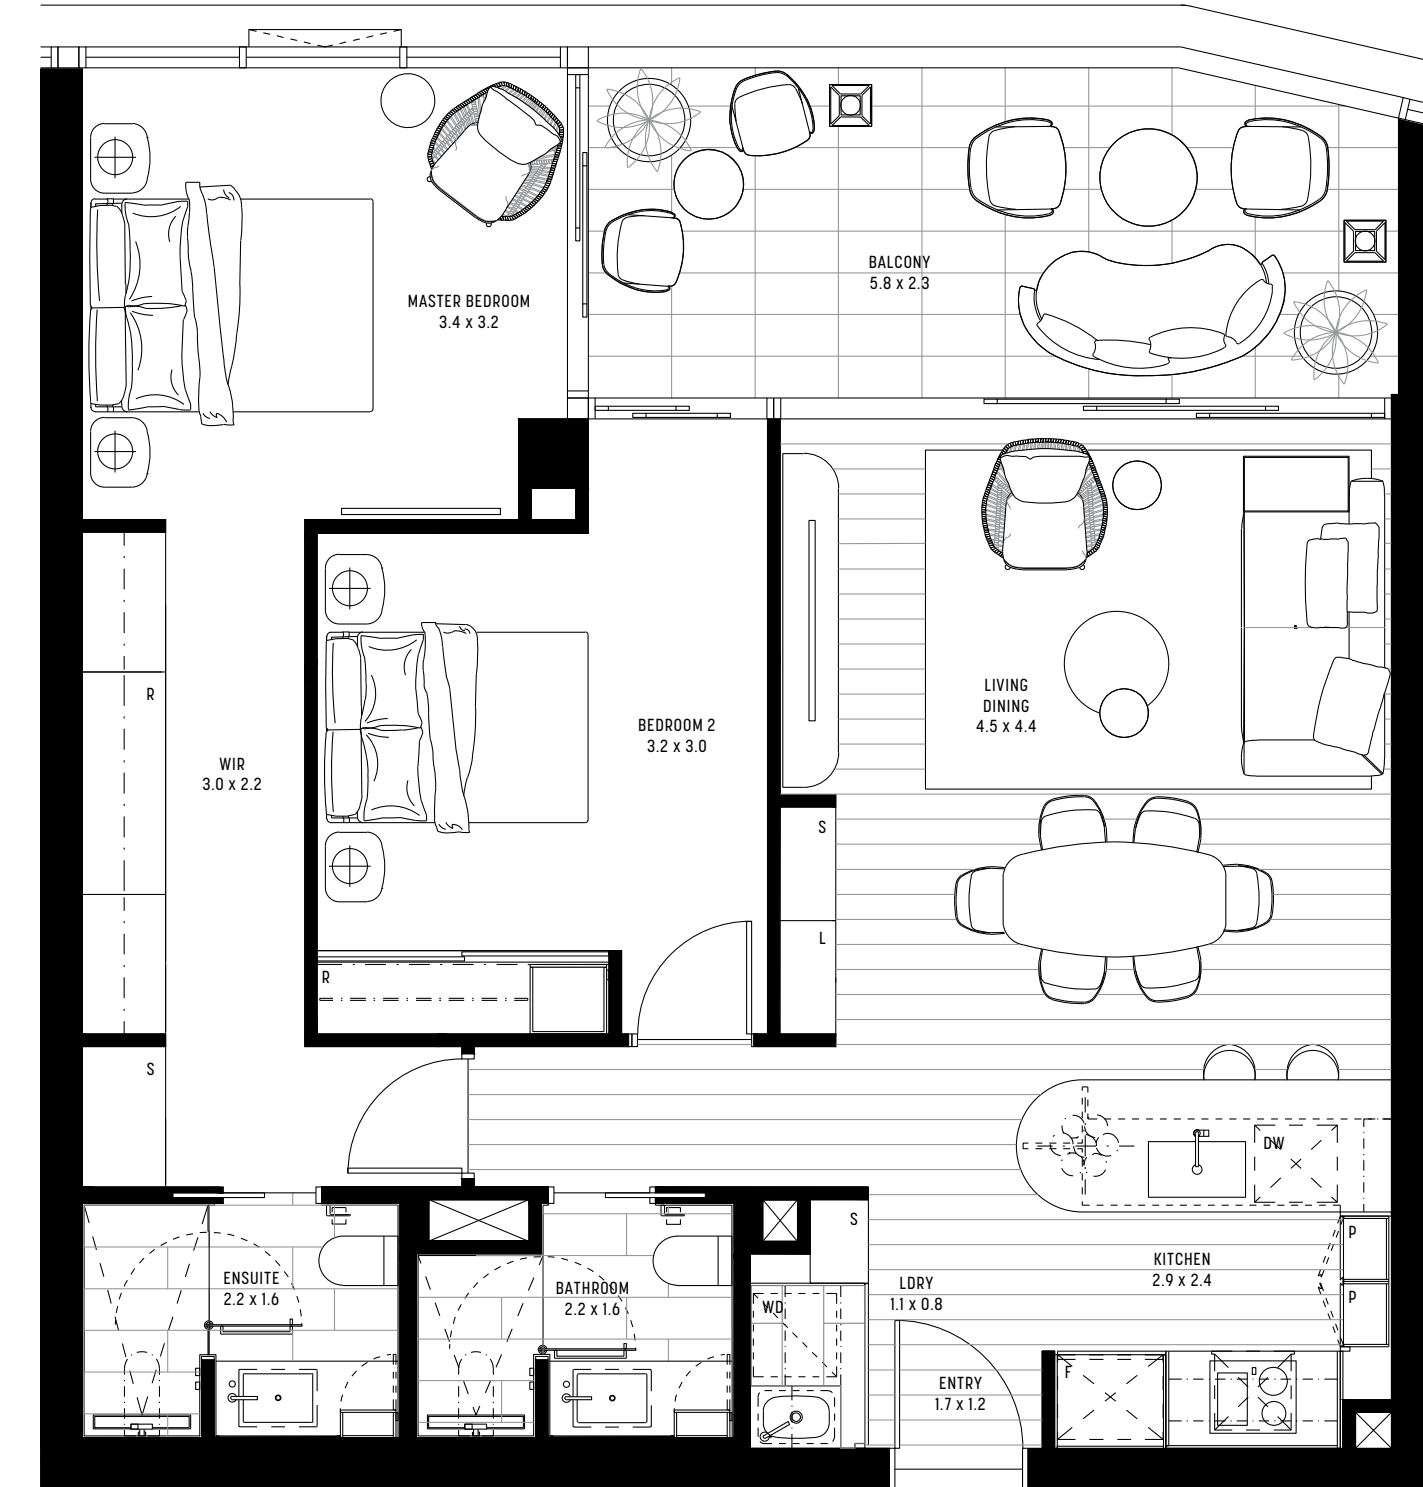 BALCONY
5.8 x 2.3
MASTER BEDROOM
3.4 x 3.2
LIVING
DINING
4.5 x 4.4
R
BEDROOM 2
3.2 x 3.0
WIR
3.0 x 2.2
S
L
R
S
DW
S
P
KITCHEN
2.9 x 2.4
ENSUITE
2.2 x 1.6
BATHROOM
2.2 x 1.6
LDRY
1.1 x 0.8
WD
P
F
ENTRY
1.7 x 1.2